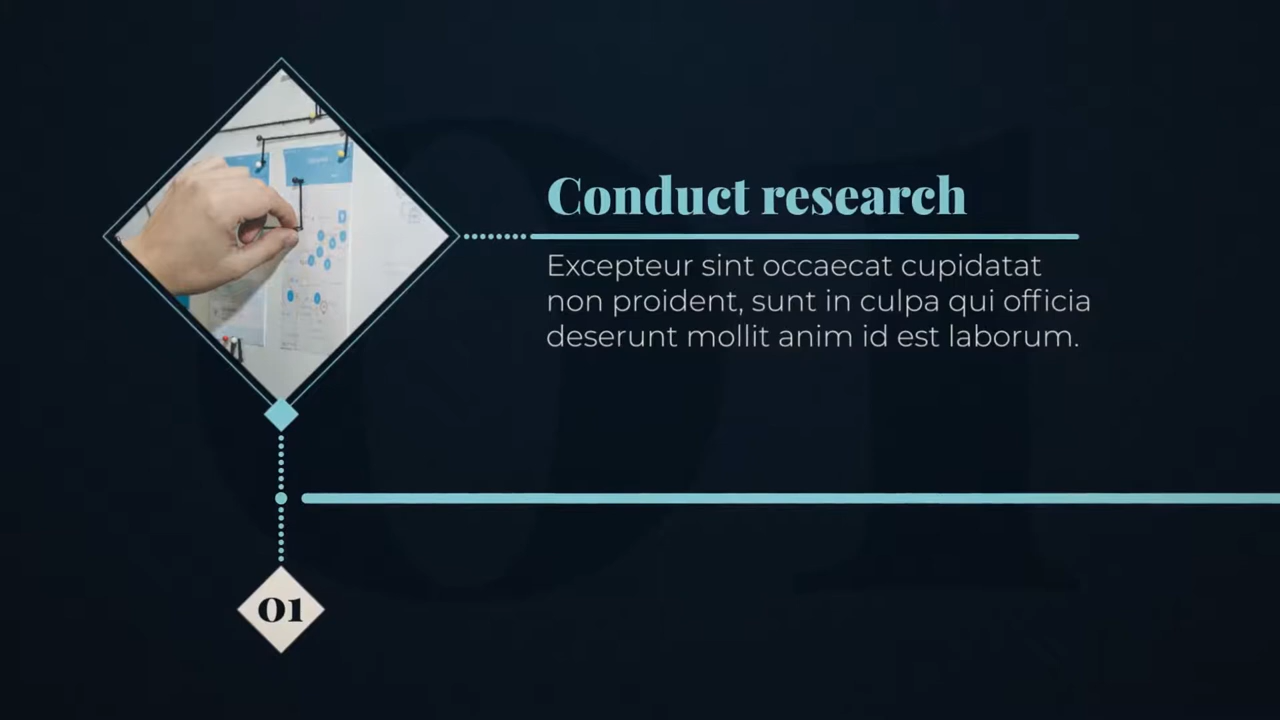 Conduct research
Excepteur sint occaecat cupidatat
non proident, sunt in culpa qui officia
deserunt mollit anim id est laborum.
01
01